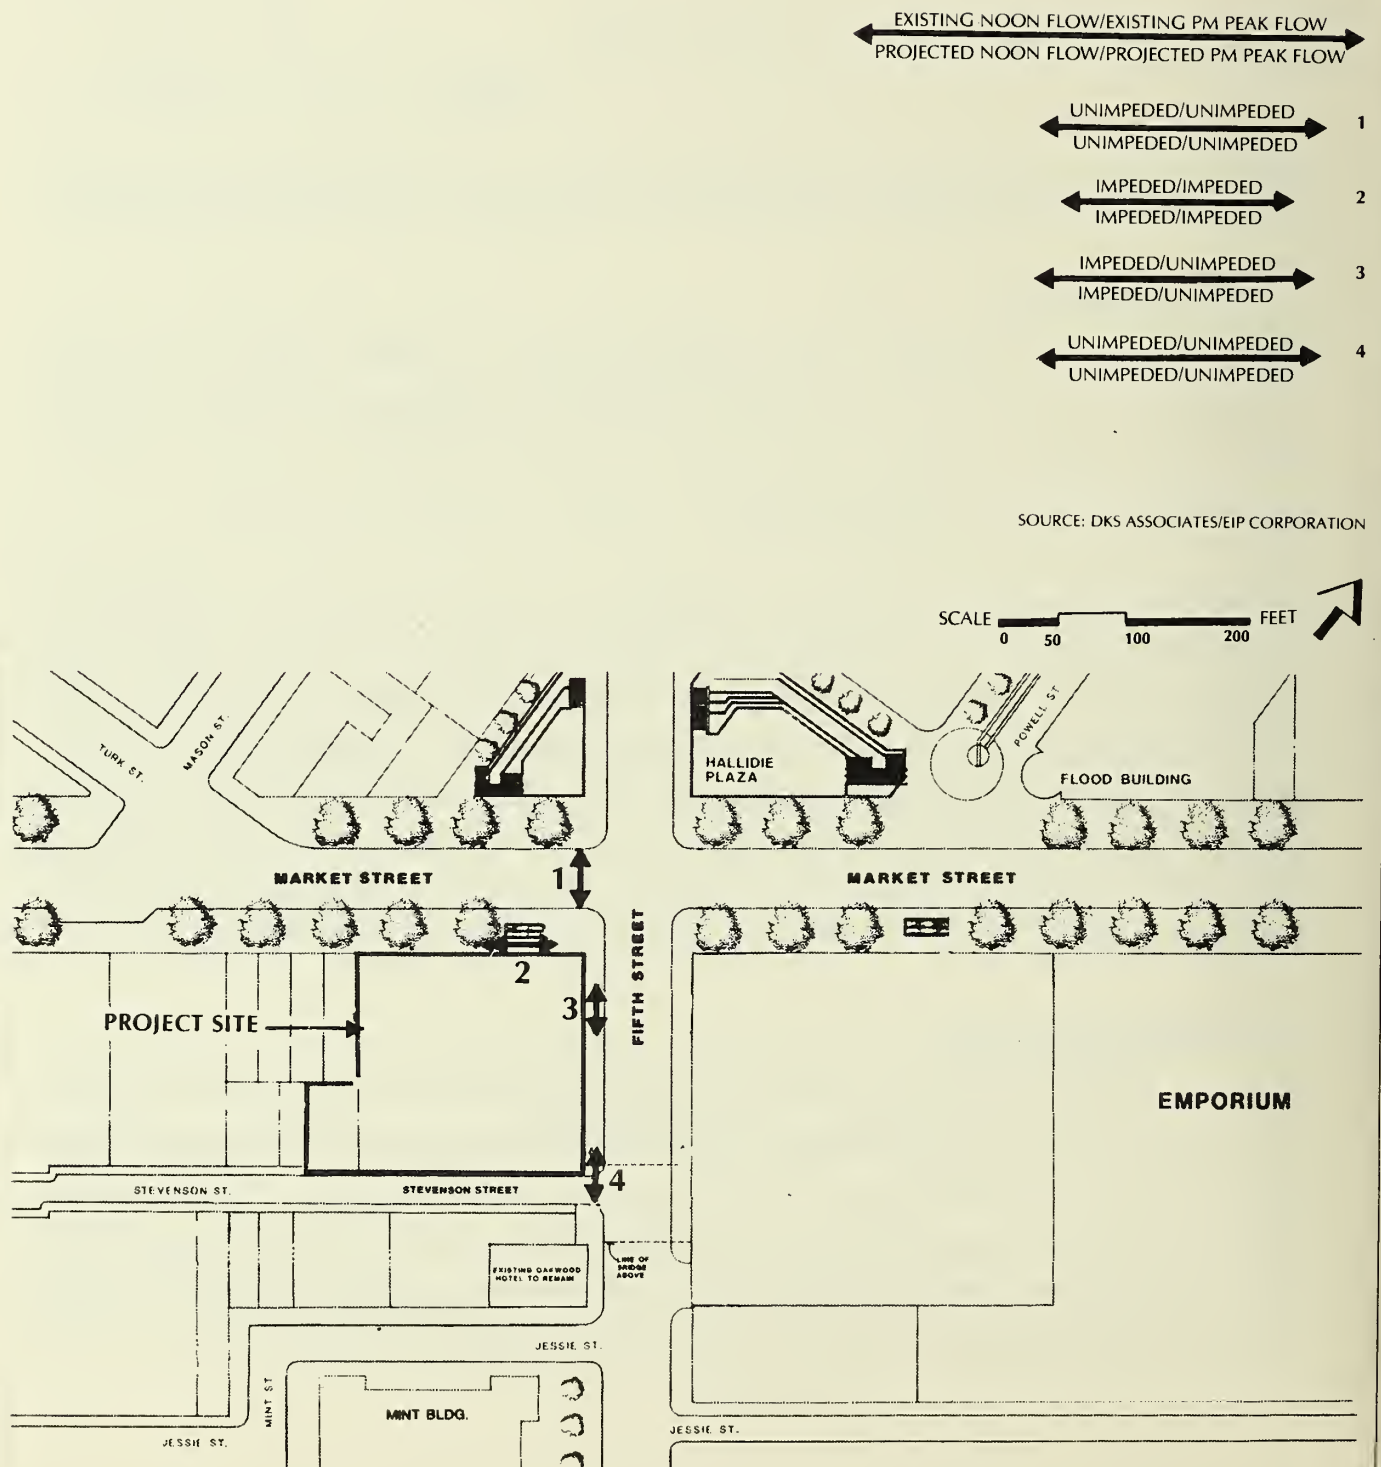 EXISTING NOON FLOW/EXISTING PM PEAK FLOW
PROJECTED NOON FLOW/PROJECTED PM PEAK FLOW
UNIMPEDED/UNIMPEDED
1
UNIMPEDED/UNIMPEDED
IMPEDED/IMPEDED
2
IMPEDED/IMPEDED
IMPEDED/UNIMPEDED
3
IMPEDED/UNIMPEDED
UNIMPEDED/UNIMPEDED
4
UNIMPEDED/UNIMPEDED
SOURCE: DKS ASSOCIATES/EIP CORPORATION
SCALE
FEET
0 50 100 200
TURK ST.
MASON ST.
HALLIDIE
PLAZA
POWELL ST
FLOOD BUILDING
MARKET STREET
1
MARKET STREET
FIFTH STREET
2
3
PROJECT SITE
EMPORIUM
STEVENSON ST.
STEVENSON STREET
4
LINE OF
BRIDGE
ABOVE
EXISTING OAKWOOD
HOTEL TO REMAIN
JESSIE ST.
MINT ST
MINT BLDG.
JESSIE ST.
JESSIE ST.